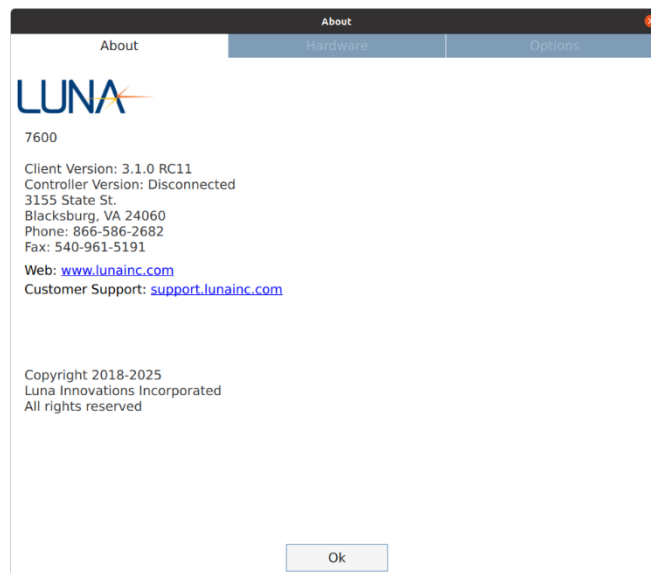 About
About
Hardware
Options
LUNA
7600
Client Version: 3.1.0 RC11
Controller Version: Disconnected
3155 State St.
Blacksburg, VA 24060
Phone: 866-586-2682
Fax: 540-961-5191
Web: www.lunainc.com
Customer Support: support.lunainc.com
Copyright 2018-2025
Luna Innovations Incorporated
All rights reserved
Ok